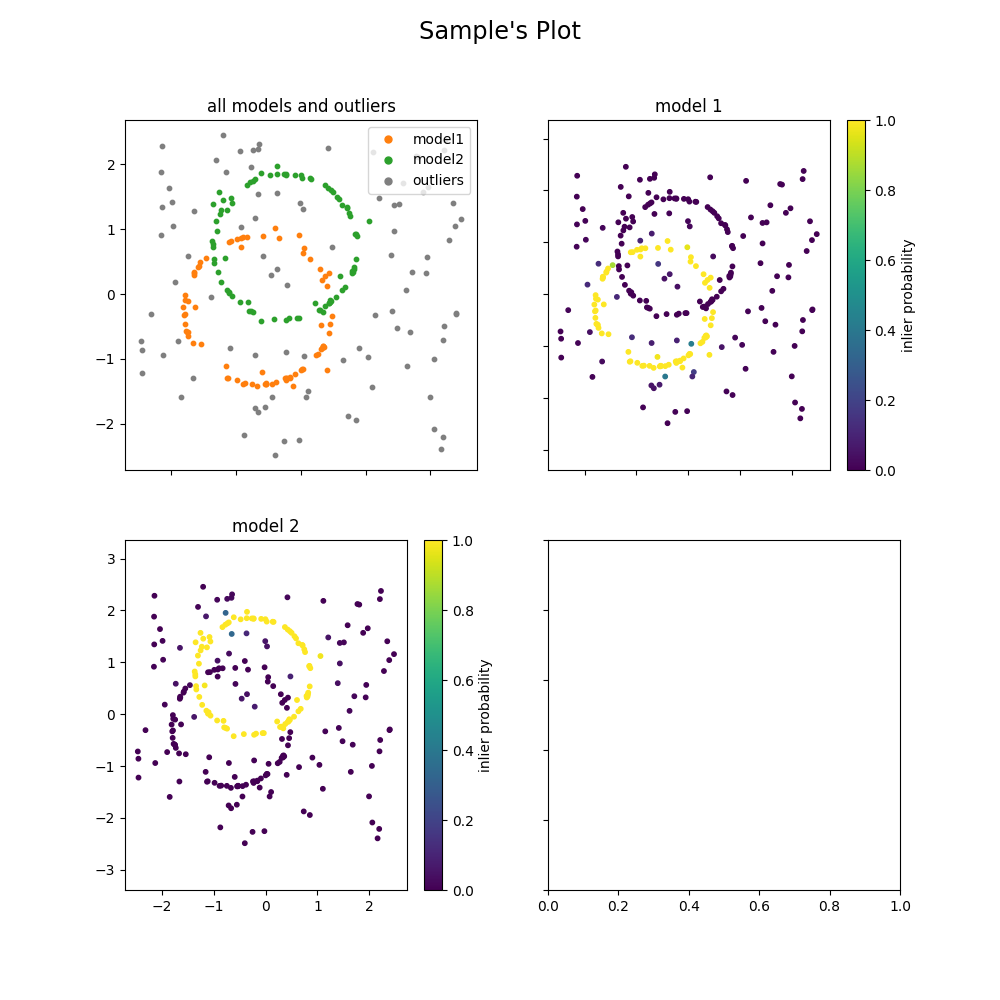 Sample's Plot
all models and outliers
model 1
2
1
0
−1
−2
model1
model2
outliers
1.0
0.8
0.6
0.4
0.2
0.0
inlier probability
model 2
3
2
1
0
−1
−2
−3
−2 −1 0 1 2
1.0
0.8
0.6
0.4
0.2
0.0
inlier probability
0.0 0.2 0.4 0.6 0.8 1.0